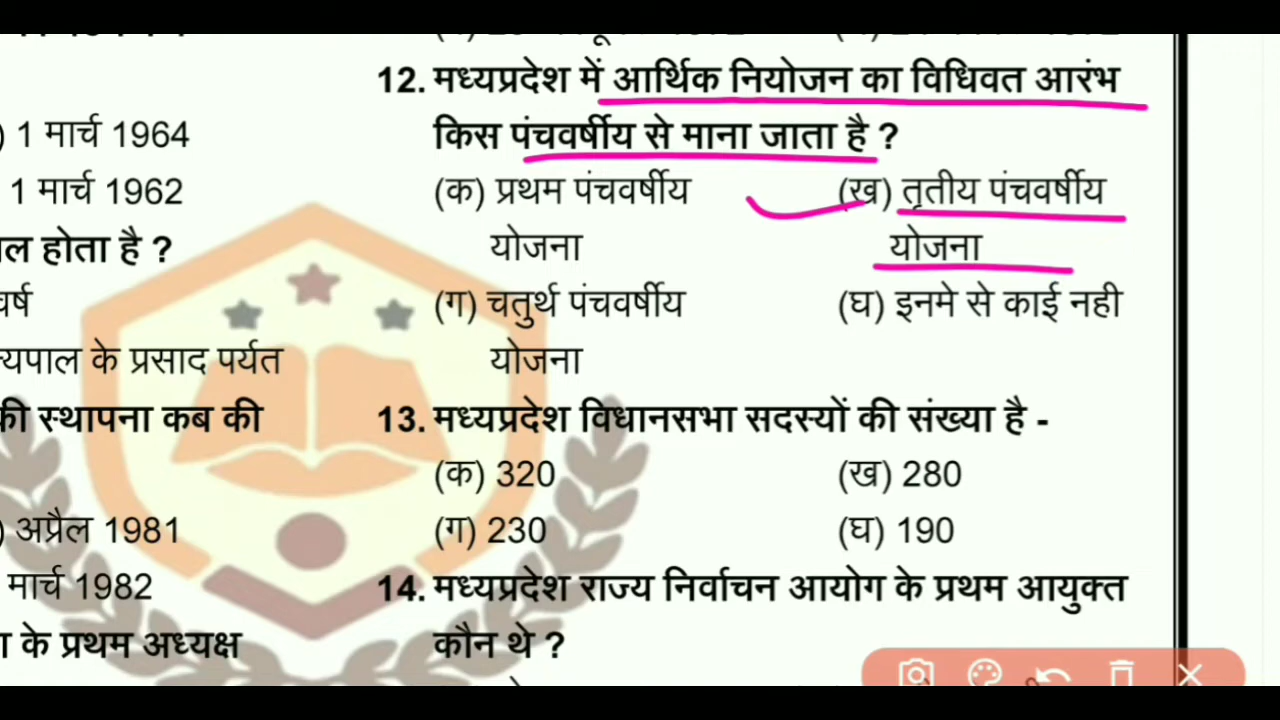 ) 1 मार्च 1964
1 मार्च 1962
ल होता है ?
वर्ष
यपाल के प्रसाद पर्यत
की स्थापना कब की
) अप्रैल 1981
मार्च 1982
के प्रथम अध्यक्ष
12. मध्यप्रदेश में आर्थिक नियोजन का विधिवत आरंभ
किस पंचवर्षीय से माना जाता है ?
(क) प्रथम पंचवर्षीय (ख) तृतीय पंचवर्षीय
योजना योजना
(ग) चतुर्थ पंचवर्षीय (घ) इनमे से काई नही
योजना
13. मध्यप्रदेश विधानसभा सदस्यों की संख्या है -
(क) 320 (ख) 280
(ग) 230 (घ) 190
14. मध्यप्रदेश राज्य निर्वाचन आयोग के प्रथम आयुक्त
कौन थे ?